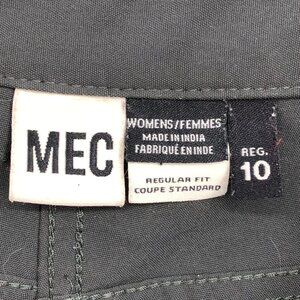 MEC
WOMENS/FEMMES
MADE IN INDIA
FABRIQUÉ EN INDE
REGULAR FIT
COUPE STANDARD
REG.
10